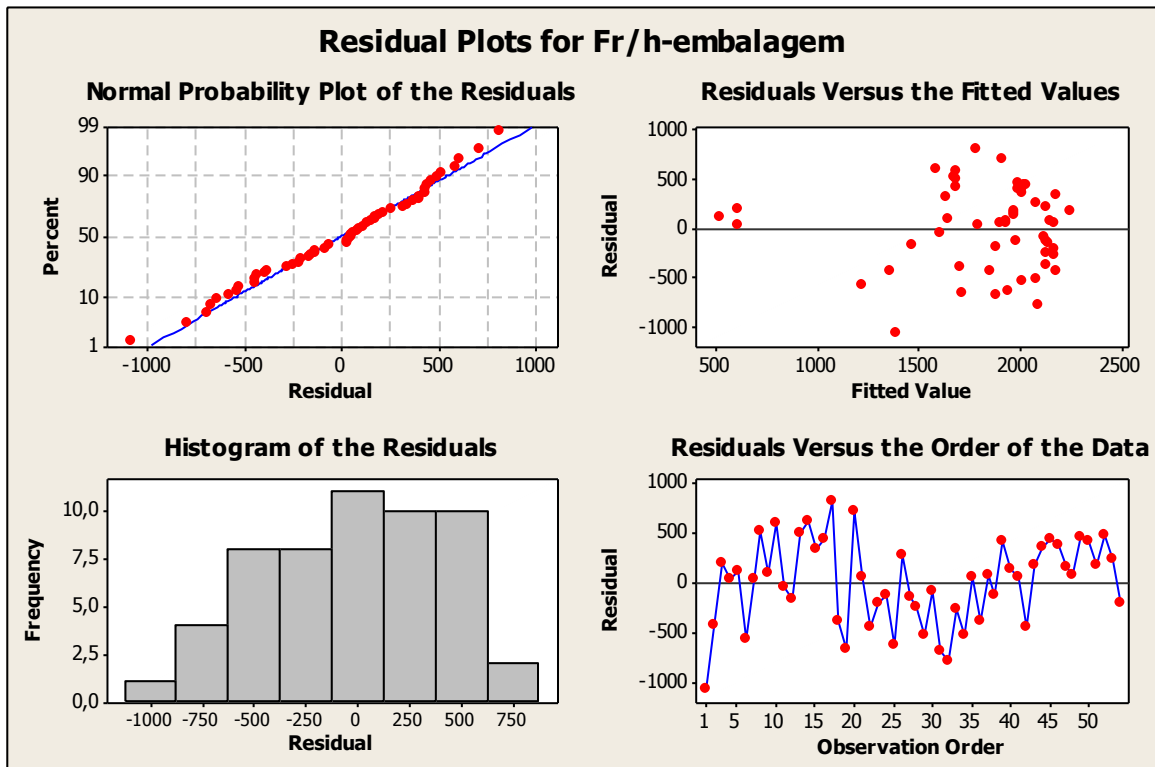 Residual Plots for Fr/h-embalagem
Normal Probability Plot of the Residuals
99
90
50
10
1
Percent
-1000 -500 0 500 1000
Residual
Residuals Versus the Fitted Values
1000
500
0
-500
-1000
Residual
500 1000 1500 2000 2500
Fitted Value
Histogram of the Residuals
10,0
7,5
5,0
2,5
0,0
Frequency
-1000 -750 -500 -250 0 250 500 750
Residual
Residuals Versus the Order of the Data
1000
500
0
-500
-1000
Residual
1 5 10 15 20 25 30 35 40 45 50
Observation Order